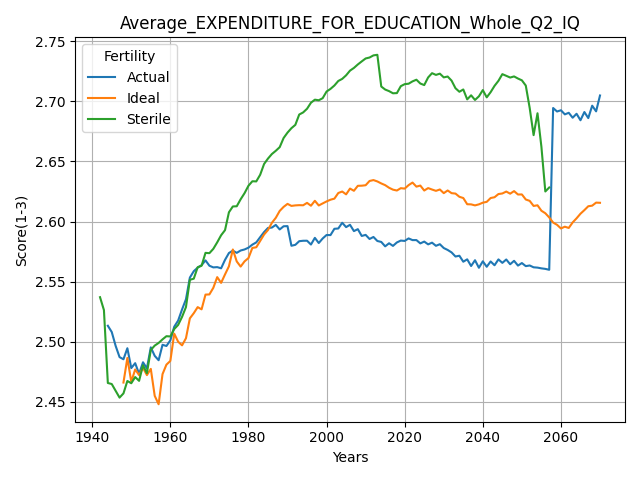 Average_EXPENDITURE_FOR_EDUCATION_Whole_Q2_IQ
Fertility
Actual
Ideal
Sterile
Score(1-3)
2.75
2.70
2.65
2.60
2.55
2.50
2.45
1940 1960 1980 2000 2020 2040 2060
Years